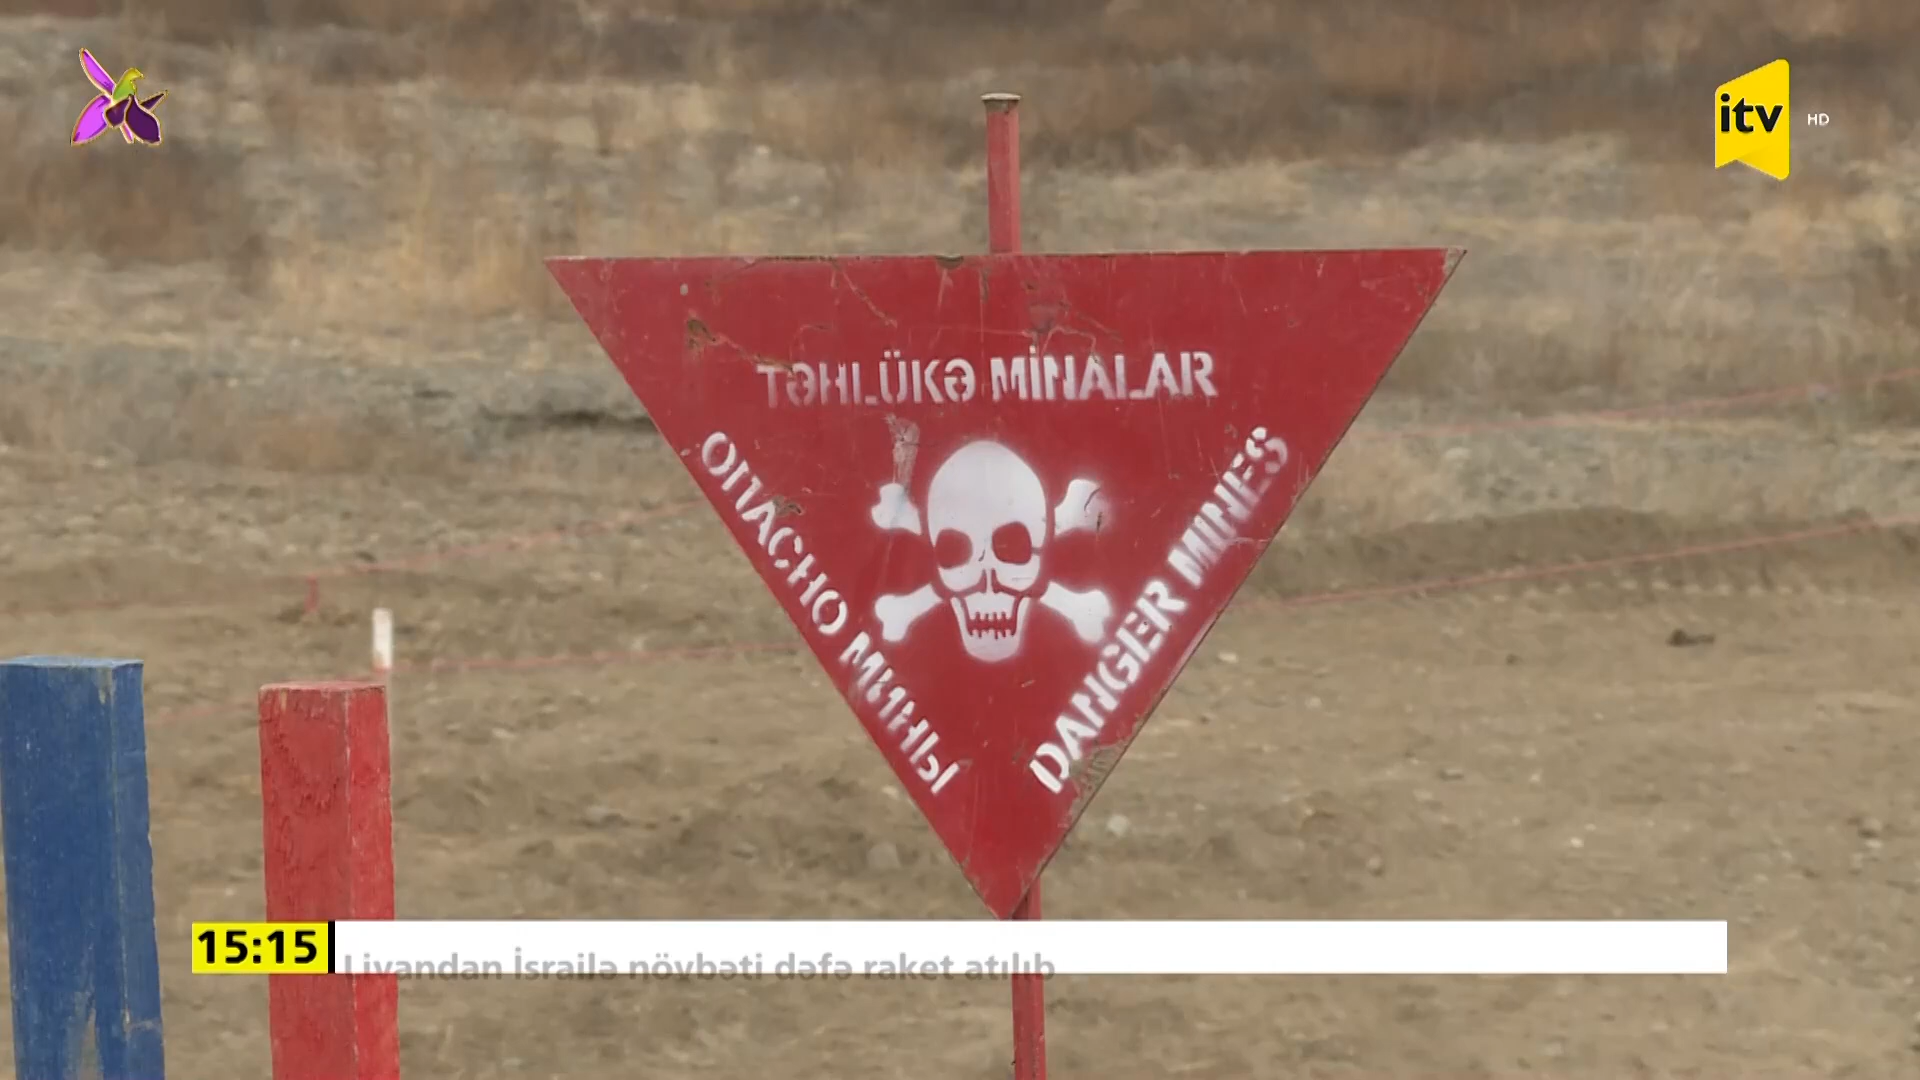 itv HD
TƏHLÜKƏ MİNALAR
ОПАСНО МИНЫ
DANGER MINES
15:15
Livandan İsrailə növbəti dəfə raket atılıb